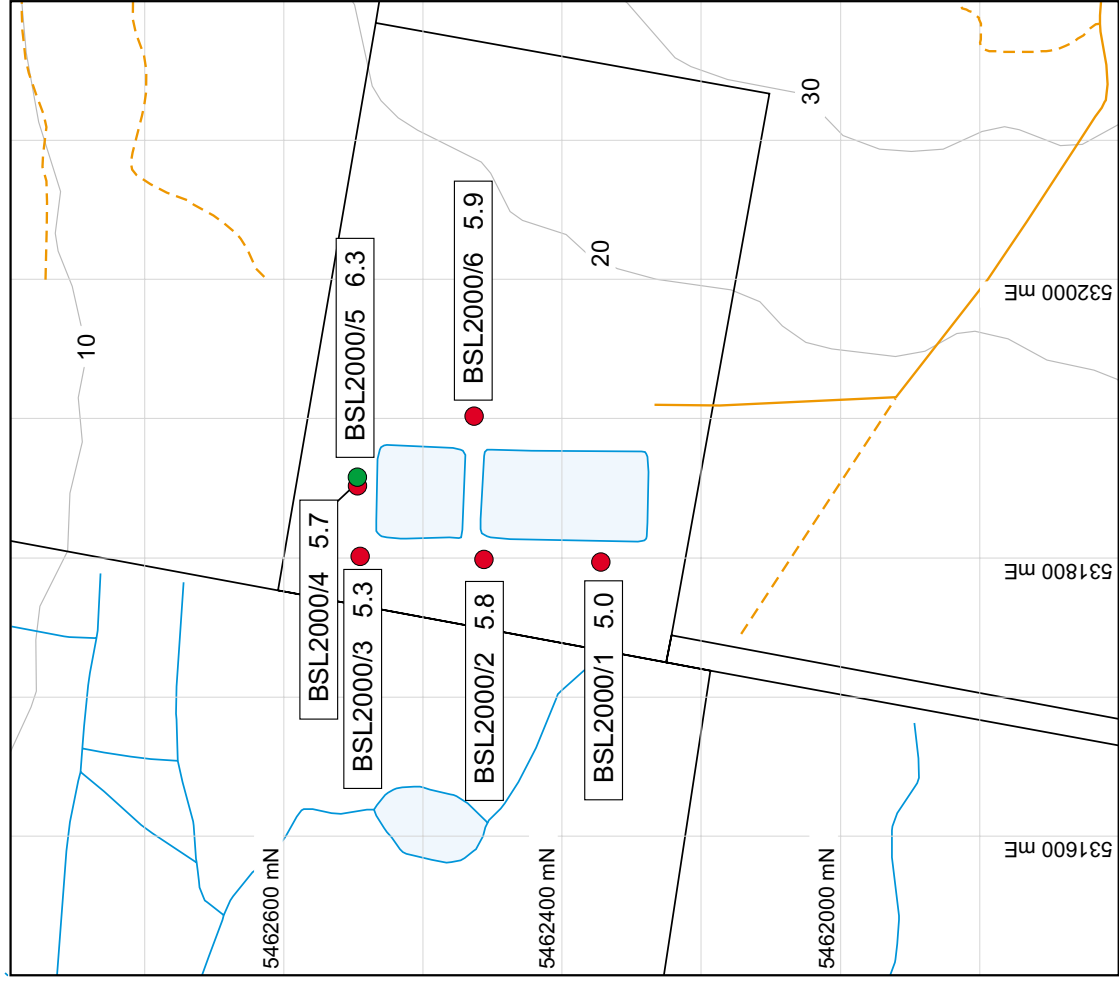 10
30
20
BSL2000/5 6.3
BSL2000/6 5.9
BSL2000/4 5.7
BSL2000/3 5.3
BSL2000/2 5.8
BSL2000/1 5.0
5462600 mN
5462400 mN
5462000 mN
532000 mE
531800 mE
531600 mE